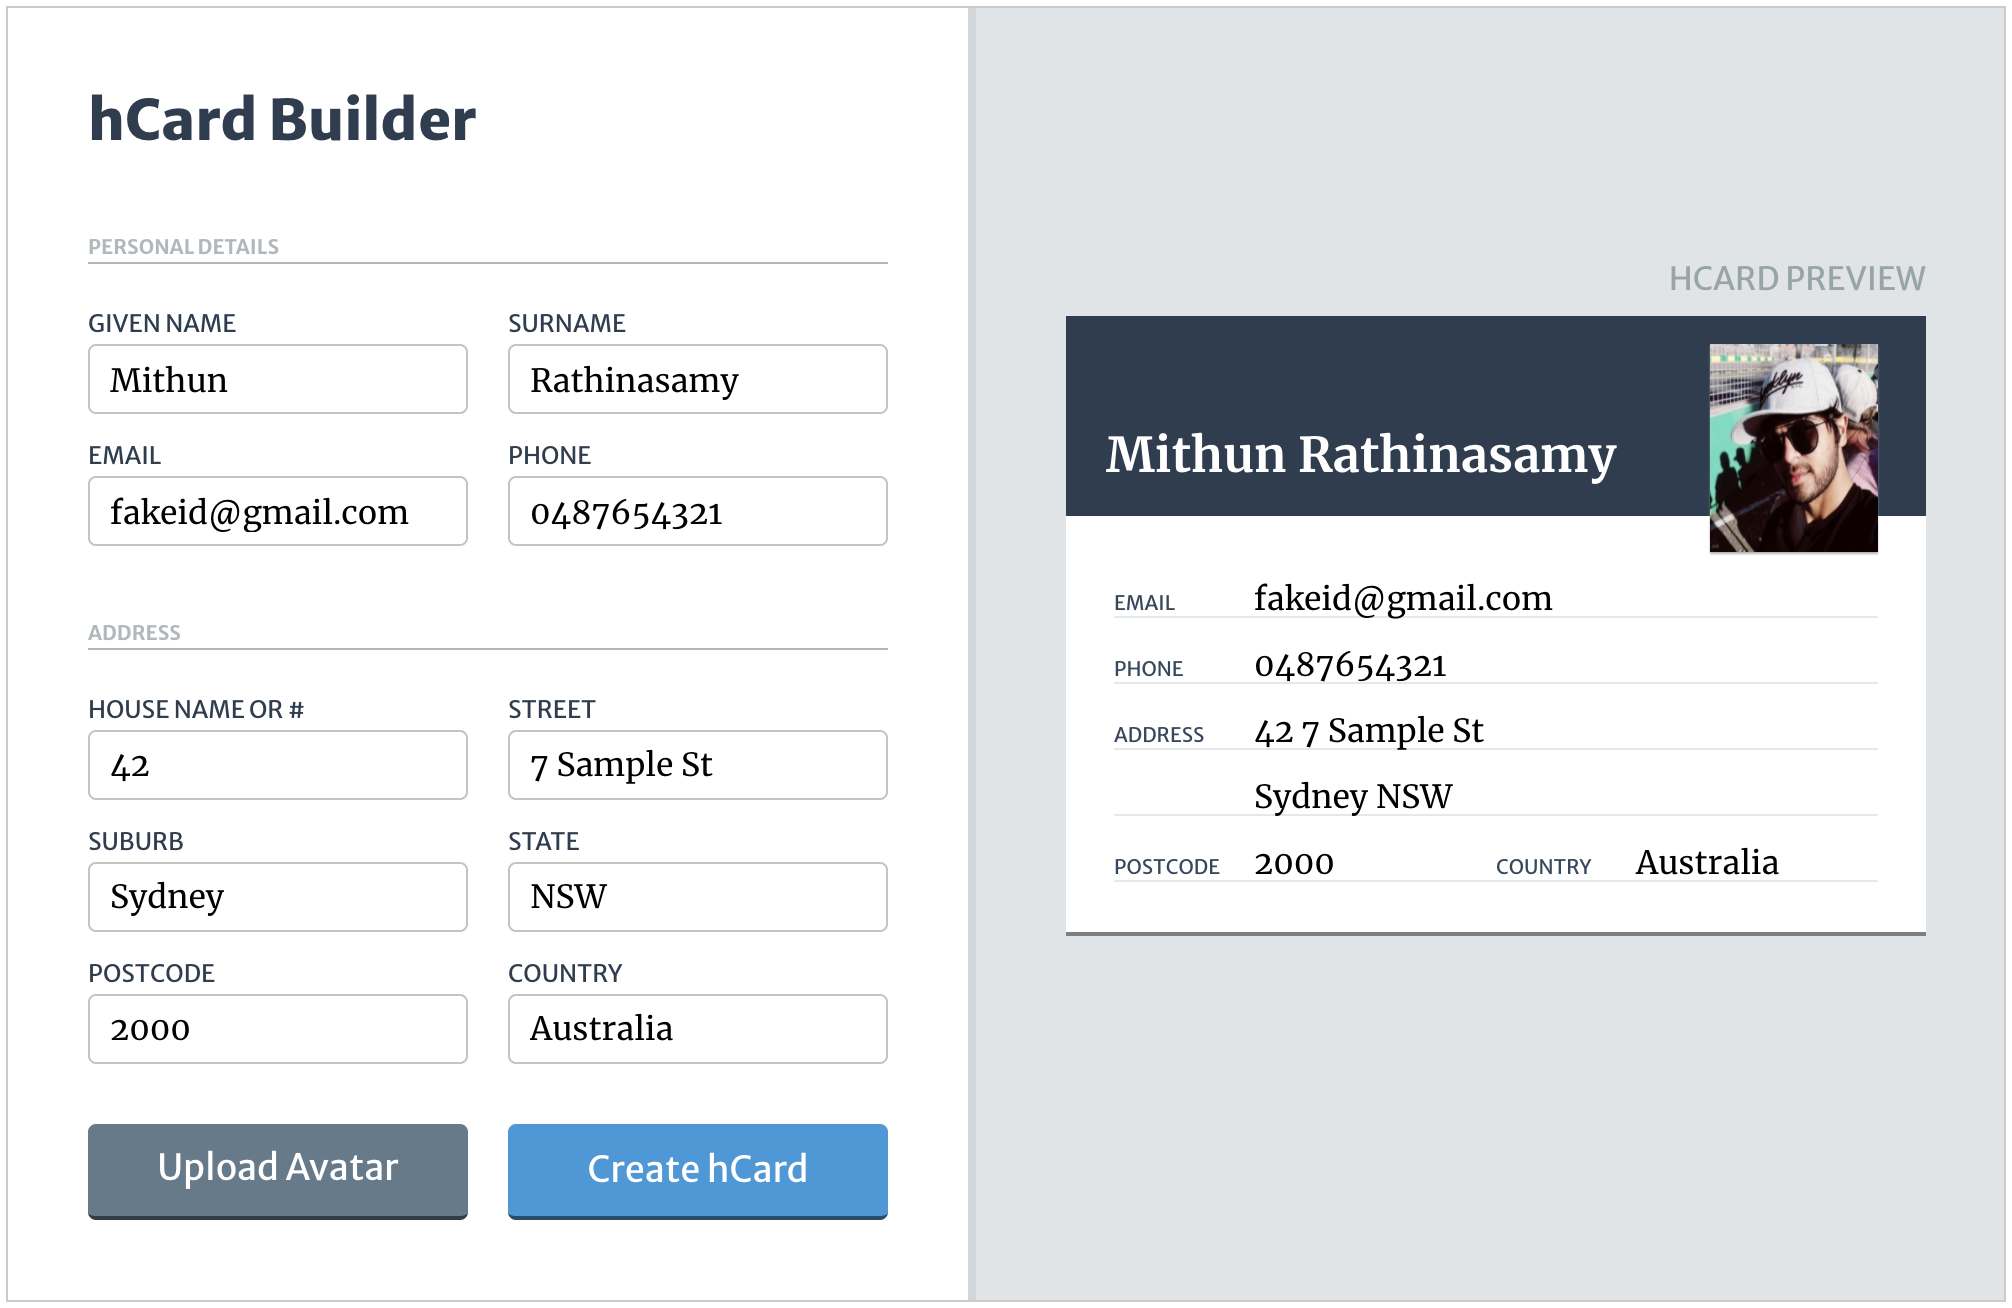 hCard Builder
PERSONAL DETAILS
GIVEN NAME SURNAME
Mithun Rathinasamy
EMAIL PHONE
fakeid@gmail.com 0487654321
ADDRESS
HOUSE NAME OR # STREET
42 7 Sample St
SUBURB STATE
Sydney NSW
POSTCODE COUNTRY
2000 Australia
Upload Avatar Create hCard
HCARD PREVIEW
Mithun Rathinasamy
EMAIL fakeid@gmail.com
PHONE 0487654321
ADDRESS 42 7 Sample St
Sydney NSW
POSTCODE 2000 COUNTRY Australia